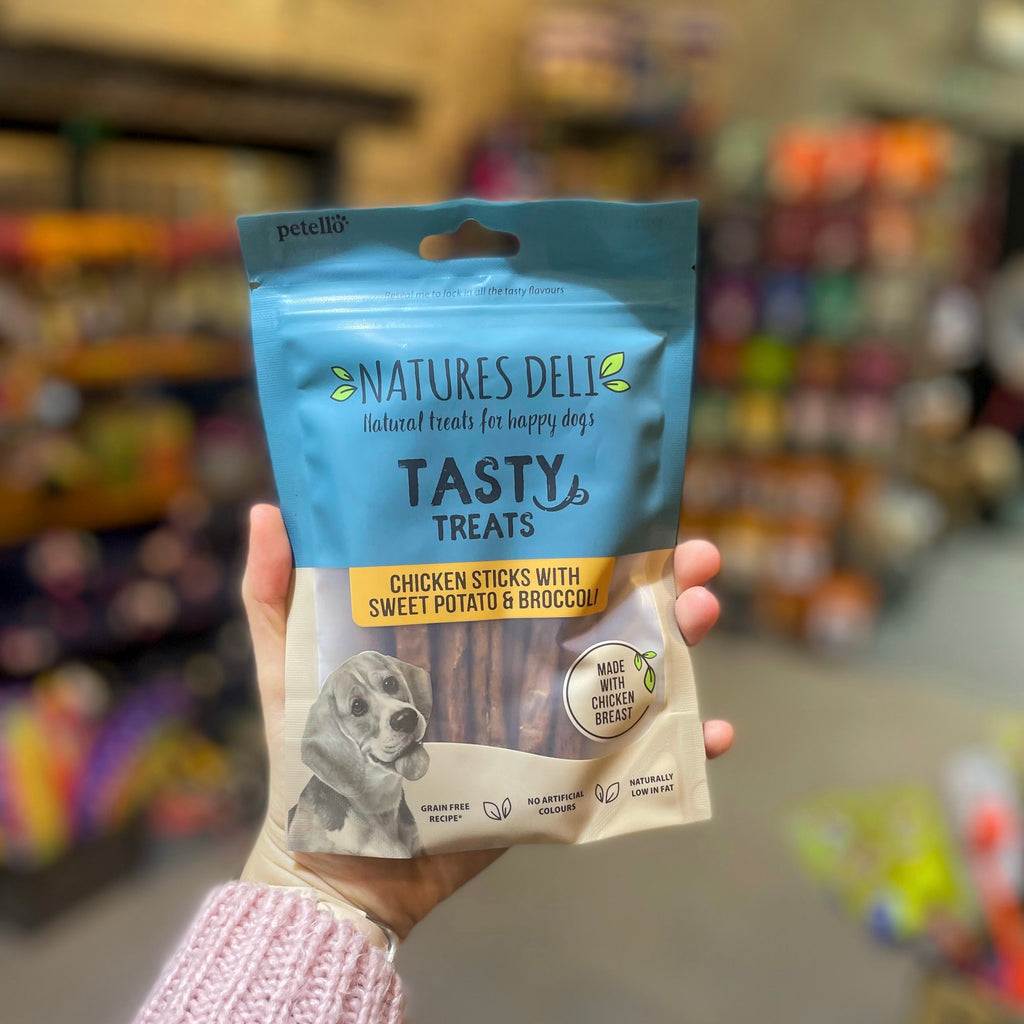 petello
Reseal me to lock in all the tasty flavours
NATURES DELI
Natural treats for happy dogs
TASTY
TREATS
CHICKEN STICKS WITH
SWEET POTATO & BROCCOLI
MADE
WITH
CHICKEN
BREAST
GRAIN FREE
RECIPE*
NO ARTIFICIAL
COLOURS
NATURALLY
LOW IN FAT